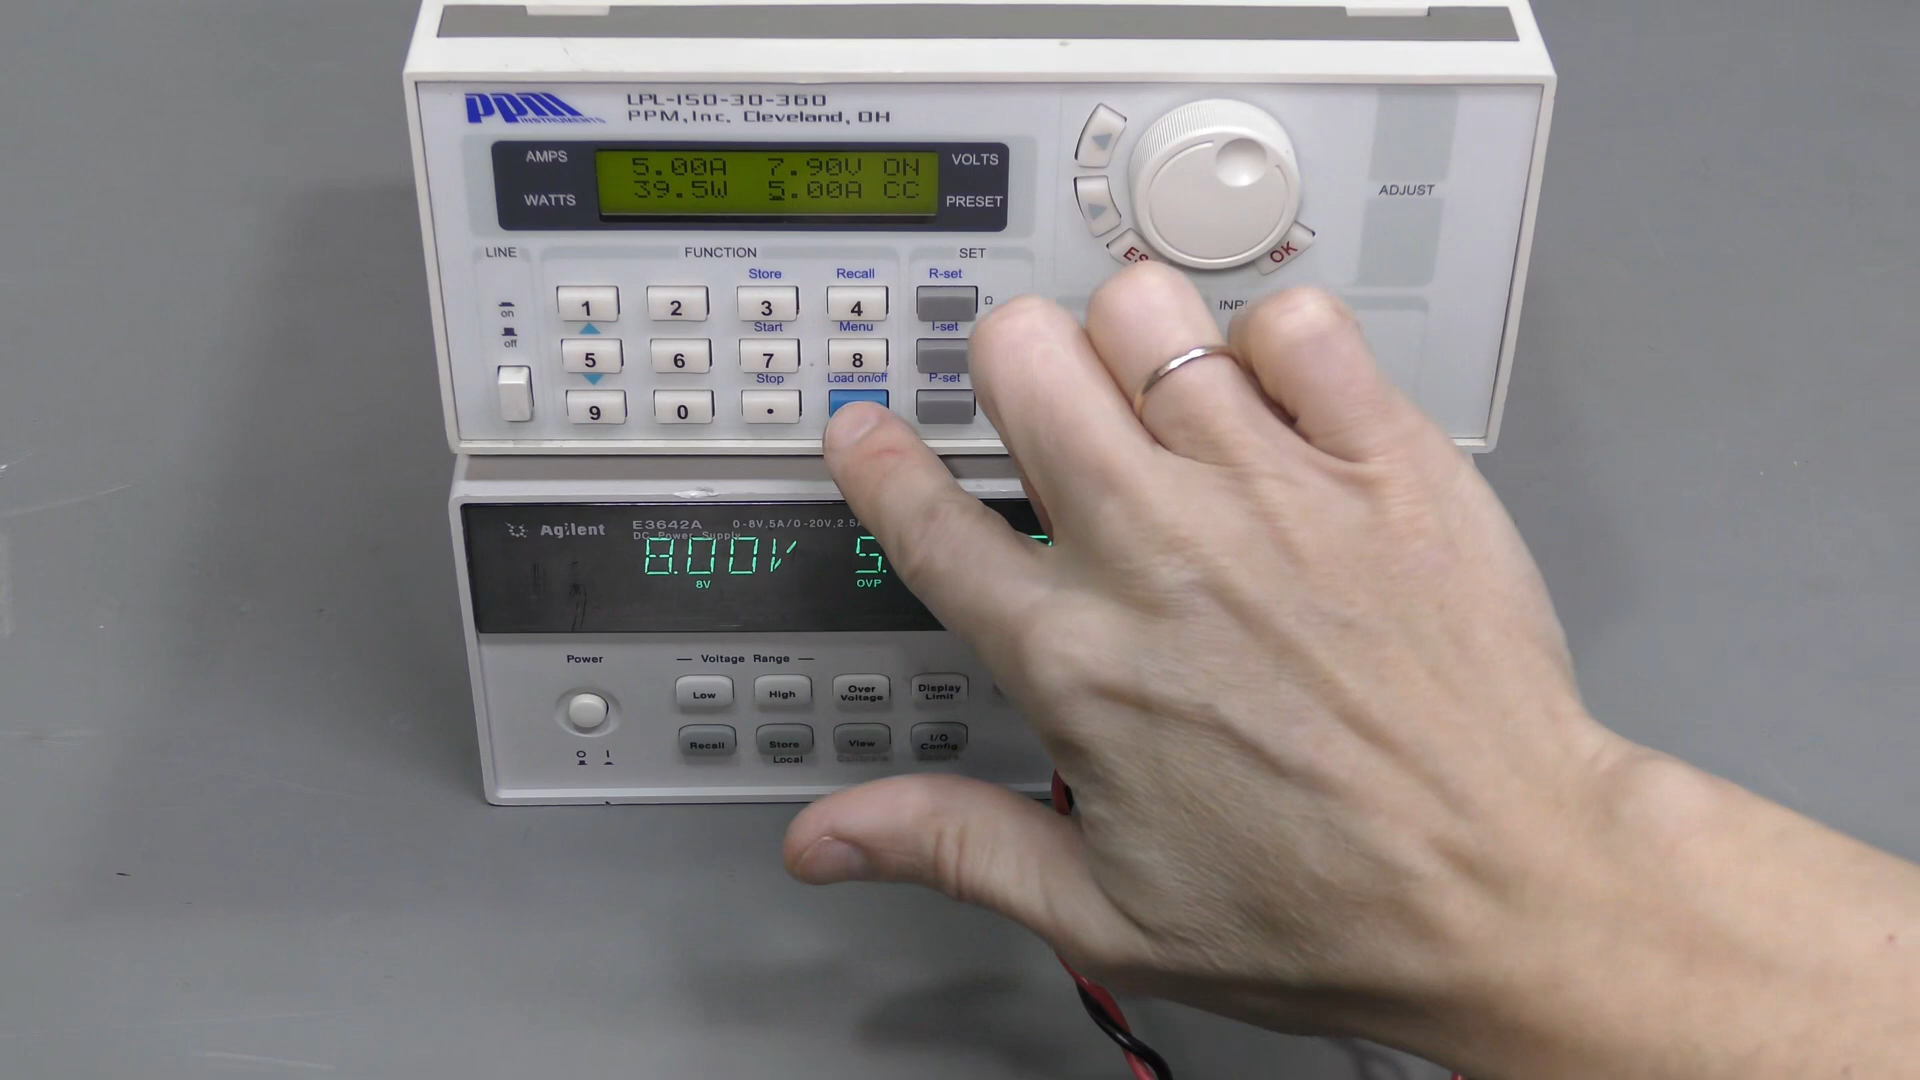 ppm INSTRUMENTS
LPL-150-30-360
PPM,Inc. Cleveland, OH
AMPS
5.00A 7.90V ON
VOLTS
WATTS
39.5W 5.00A CC
PRESET
ADJUST
OK
LINE
FUNCTION
SET
Store
Recall
R-set
on
1
2
3
4
Ω
Start
Menu
I-set
off
5
6
7
8
Stop
Load on/off
P-set
9
0
.
Agilent
E3642A 0-8V,5A/0-20V,2.5A
DC Power Supply
8.00V 5.
8V
OVP
Power
Voltage Range
Low
High
Over Voltage
Display Limit
O I
Recall
Store
View
I/O Config
Local